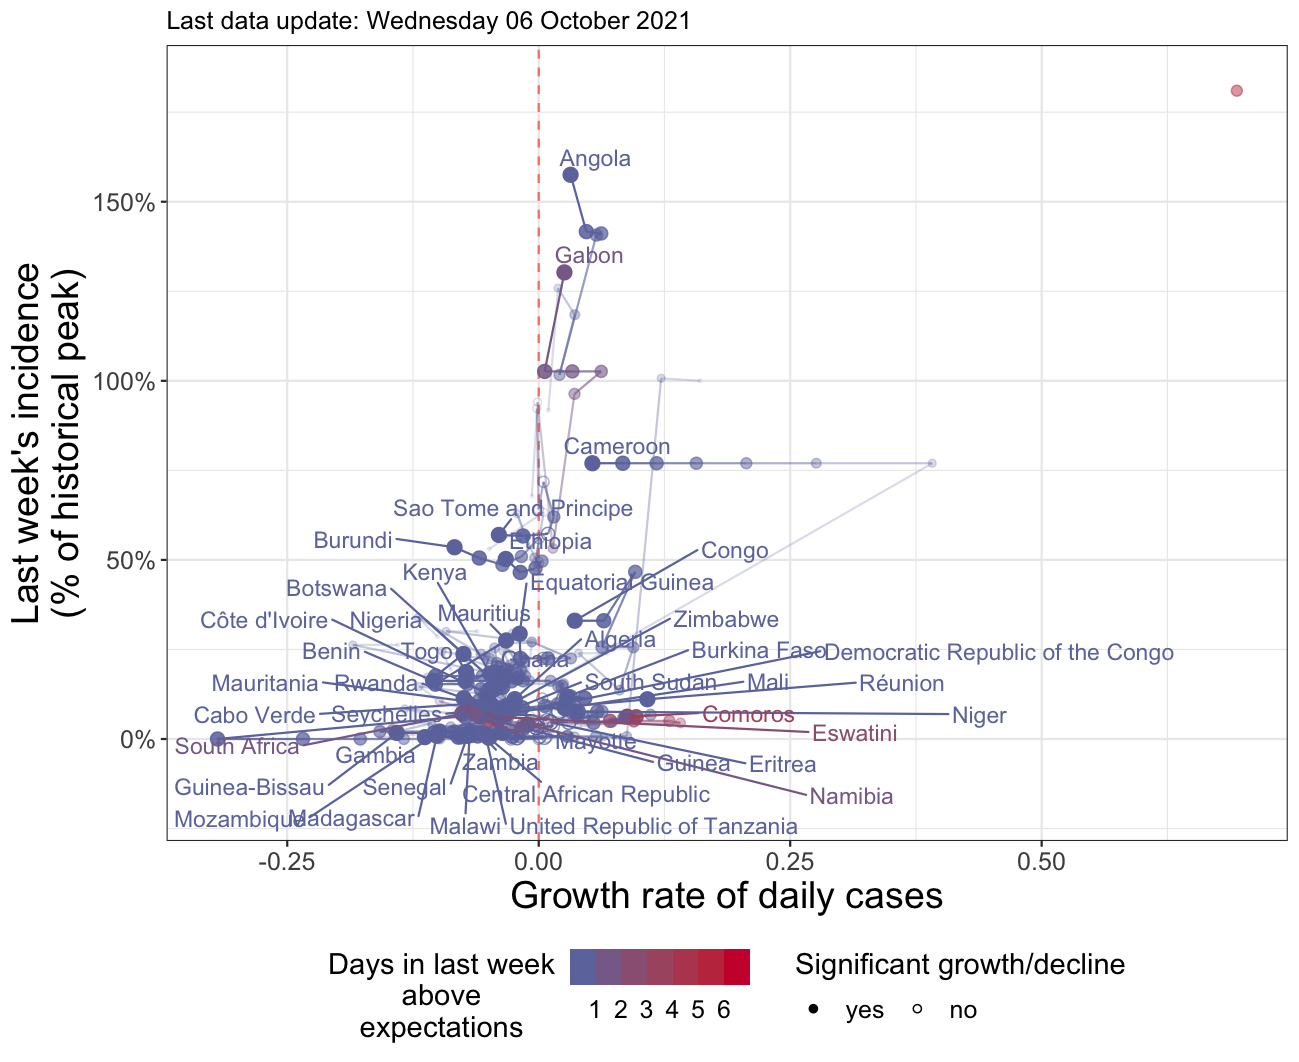 Last data update: Wednesday 06 October 2021
Last week's incidence
(% of historical peak)
150%
100%
50%
0%
Angola
Gabon
Cameroon
Sao Tome and Principe
Burundi
Ethiopia
Congo
Kenya
Equatorial Guinea
Botswana
Mauritius
Côte d'Ivoire
Nigeria
Zimbabwe
Algeria
Benin
Togo
Ghana
Burkina Faso
Democratic Republic of the Congo
Mauritania
Rwanda
South Sudan
Mali
Réunion
Cabo Verde
Seychelles
Comoros
Niger
South Africa
Eswatini
Gambia
Mayotte
Zambia
Guinea
Eritrea
Guinea-Bissau
Senegal
Central African Republic
Namibia
Mozambique
Madagascar
Malawi
United Republic of Tanzania
-0.25
0.00
0.25
0.50
Growth rate of daily cases
Days in last week
above
expectations
1 2 3 4 5 6
Significant growth/decline
yes
no